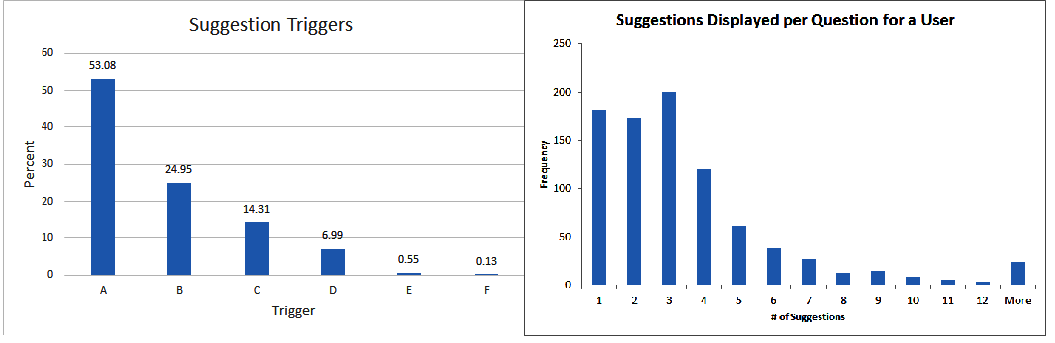 Suggestion Triggers
Percent
60
50
40
30
20
10
0
53.08
24.95
14.31
6.99
0.55
0.13
A B C D E F
Trigger
Suggestions Displayed per Question for a User
Frequency
250
200
150
100
50
0
1 2 3 4 5 6 7 8 9 10 11 12 More
# of Suggestions